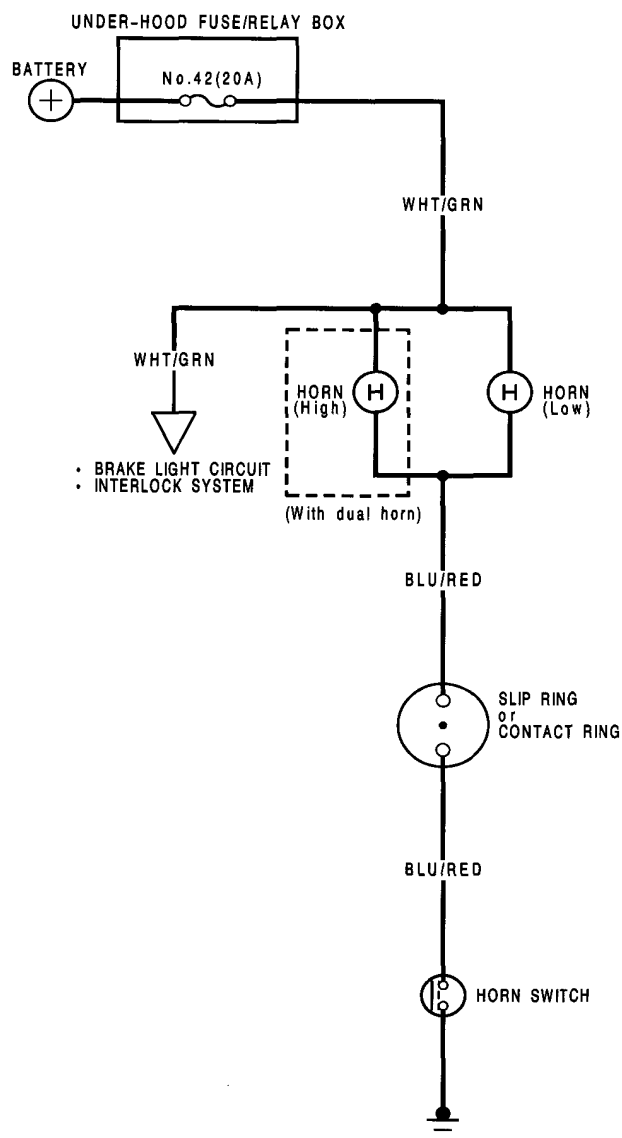 UNDER-HOOD FUSE/RELAY BOX
BATTERY
No.42(20A)
WHT/GRN
WHT/GRN
HORN
(High)
H
H
HORN
(Low)
• BRAKE LIGHT CIRCUIT
• INTERLOCK SYSTEM
(With dual horn)
BLU/RED
SLIP RING
or
CONTACT RING
BLU/RED
HORN SWITCH